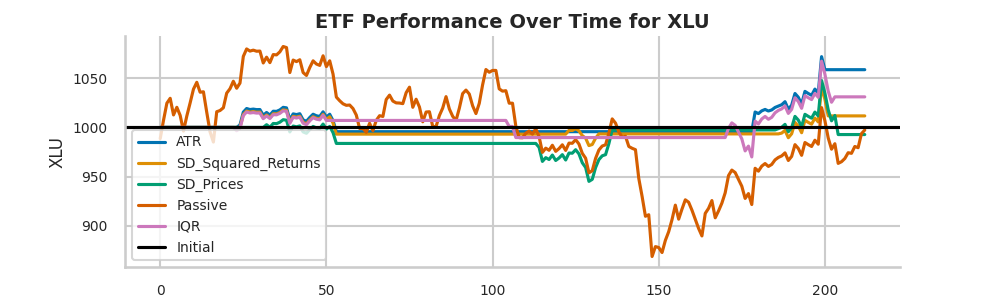 ETF Performance Over Time for XLU
XLU
1050
1000
950
900
ATR
SD_Squared_Returns
SD_Prices
Passive
IQR
Initial
0 50 100 150 200